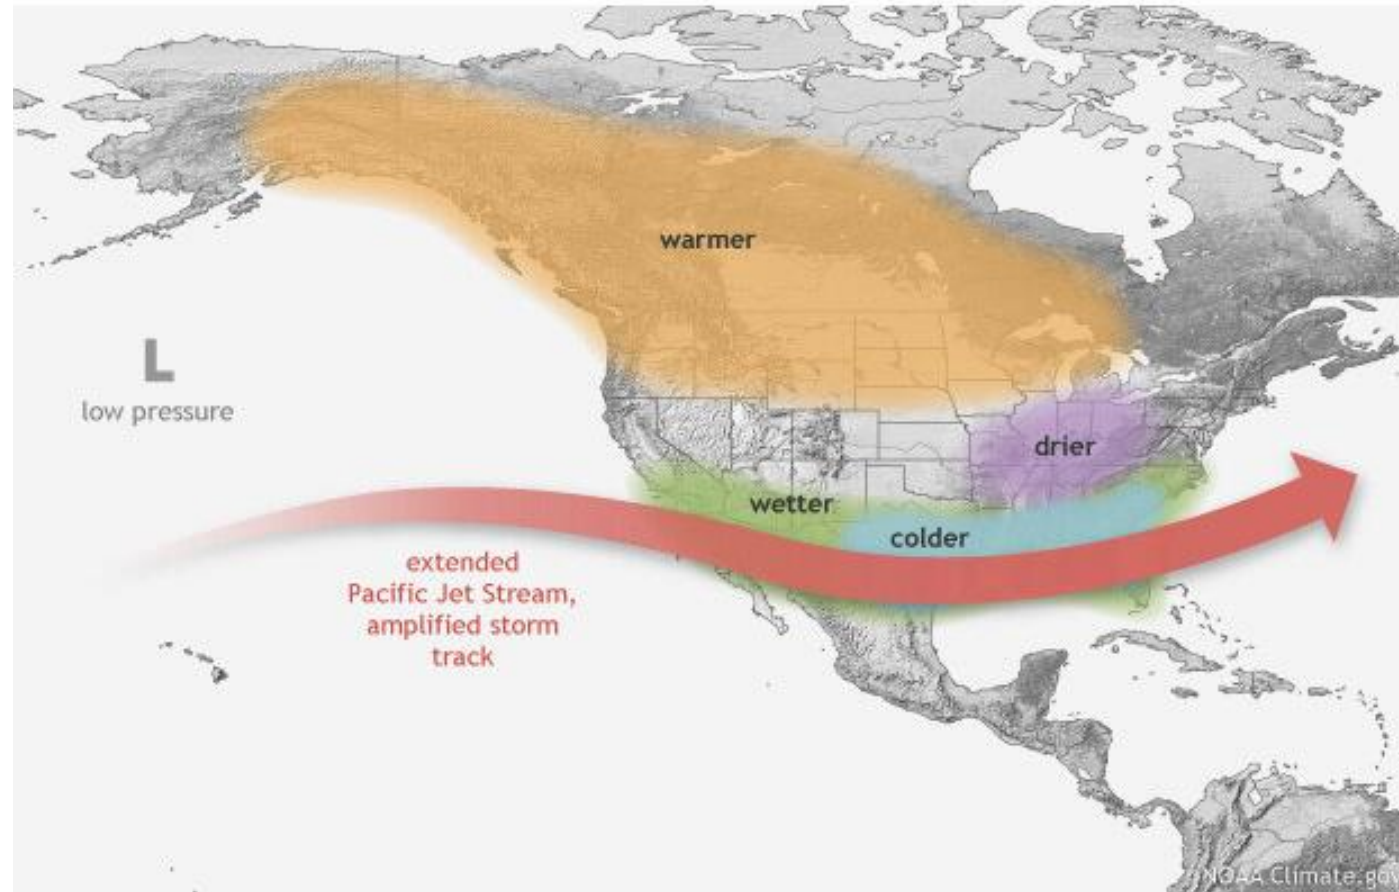 warmer
L
low pressure
drier
wetter
colder
extended
Pacific Jet Stream,
amplified storm
track
NOAA Climate.gov